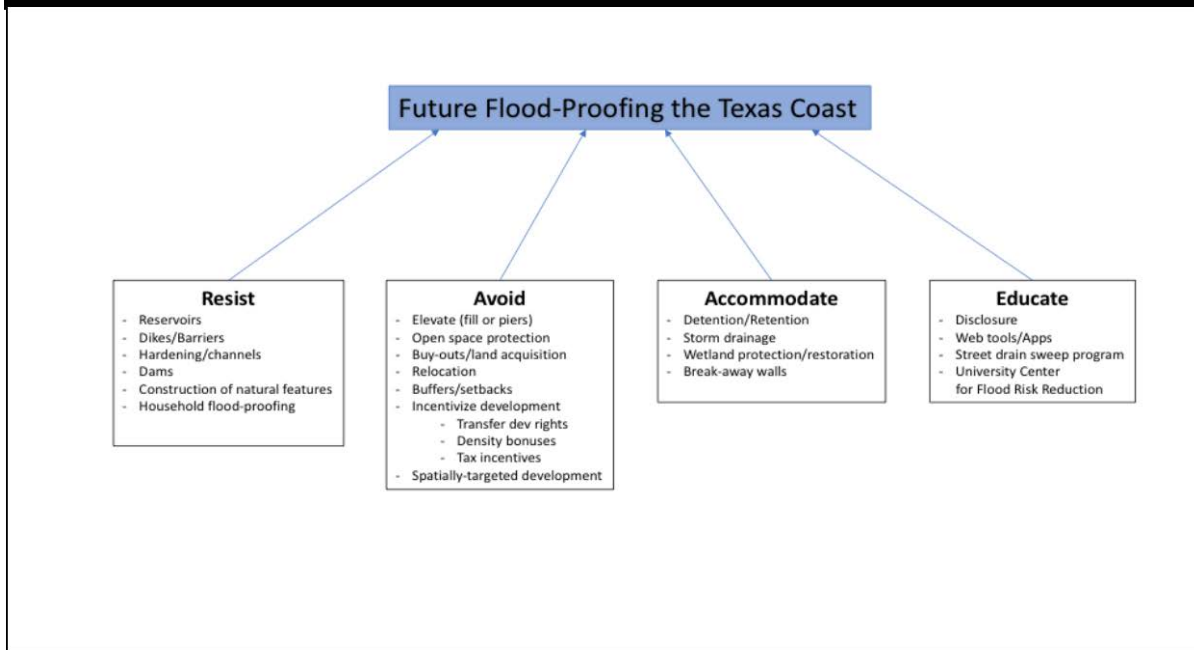 Future Flood-Proofing the Texas Coast
Resist
- Reservoirs
- Dikes/Barriers
- Hardening/channels
- Dams
- Construction of natural features
- Household flood-proofing
Avoid
- Elevate (fill or piers)
- Open space protection
- Buy-outs/land acquisition
- Relocation
- Buffers/setbacks
- Incentivize development
- Transfer dev rights
- Density bonuses
- Tax incentives
- Spatially-targeted development
Accommodate
- Detention/Retention
- Storm drainage
- Wetland protection/restoration
- Break-away walls
Educate
- Disclosure
- Web tools/Apps
- Street drain sweep program
- University Center
for Flood Risk Reduction